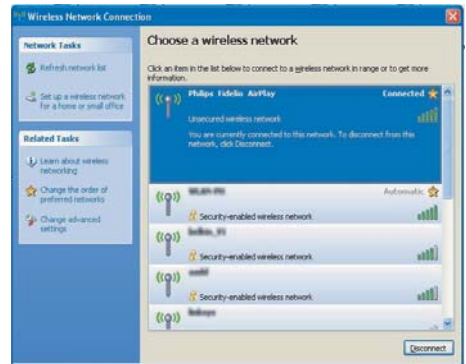 Wireless Network Connection
Network Tasks
Refresh network list
Set up a wireless network
for a home or small office
Related Tasks
Learn about wireless
networking
Change the order of
preferred networks
Change advanced
settings
Choose a wireless network
Click an item in the list below to connect to a wireless network in range or to get more
information.
Philips Fidelio AirPlay
Connected
Unsecured wireless network
You are currently connected to this network. To disconnect from this
network, click Disconnect.
Automatic
Security-enabled wireless network
Security-enabled wireless network
Security-enabled wireless network
Disconnect